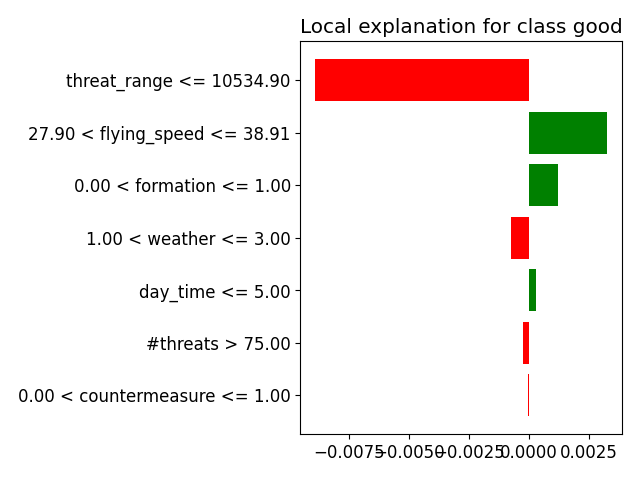 Local explanation for class good
threat_range <= 10534.90
27.90 < flying_speed <= 38.91
0.00 < formation <= 1.00
1.00 < weather <= 3.00
day_time <= 5.00
#threats > 75.00
0.00 < countermeasure <= 1.00
−0.0075 −0.0050 −0.0025 0.0000 0.0025